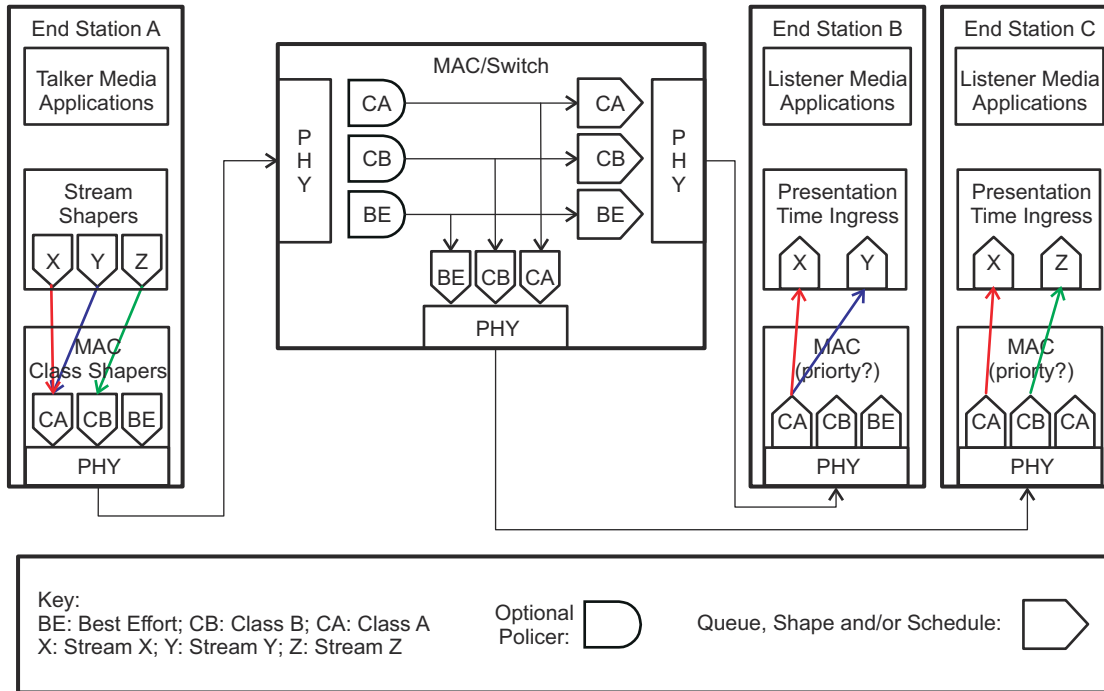 End Station A
Talker Media
Applications
Stream
Shapers
X Y Z
MAC
Class Shapers
CA CB BE
PHY
MAC/Switch
P
H
Y
CA
CB
BE
CA
CB
BE
P
H
Y
BE CB CA
PHY
End Station B
Listener Media
Applications
Presentation
Time Ingress
X Y
MAC
(priorty?)
CA CB BE
PHY
End Station C
Listener Media
Applications
Presentation
Time Ingress
X Z
MAC
(priorty?)
CA CB CA
PHY
Key:
BE: Best Effort; CB: Class B; CA: Class A
X: Stream X; Y: Stream Y; Z: Stream Z
Optional
Policer:
Queue, Shape and/or Schedule: